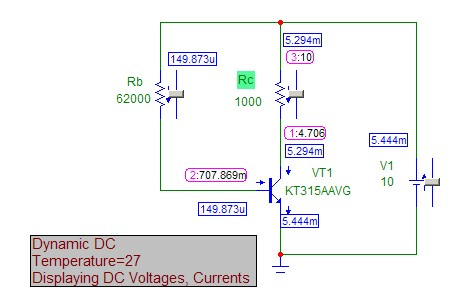 5.294m
3:10
149.873u
Rb
62000
Rc
1000
1:4.706
5.294m
5.444m
V1
10
VT1
KT315AAVG
2:707.869m
149.873u
5.444m
Dynamic DC
Temperature=27
Displaying DC Voltages, Currents